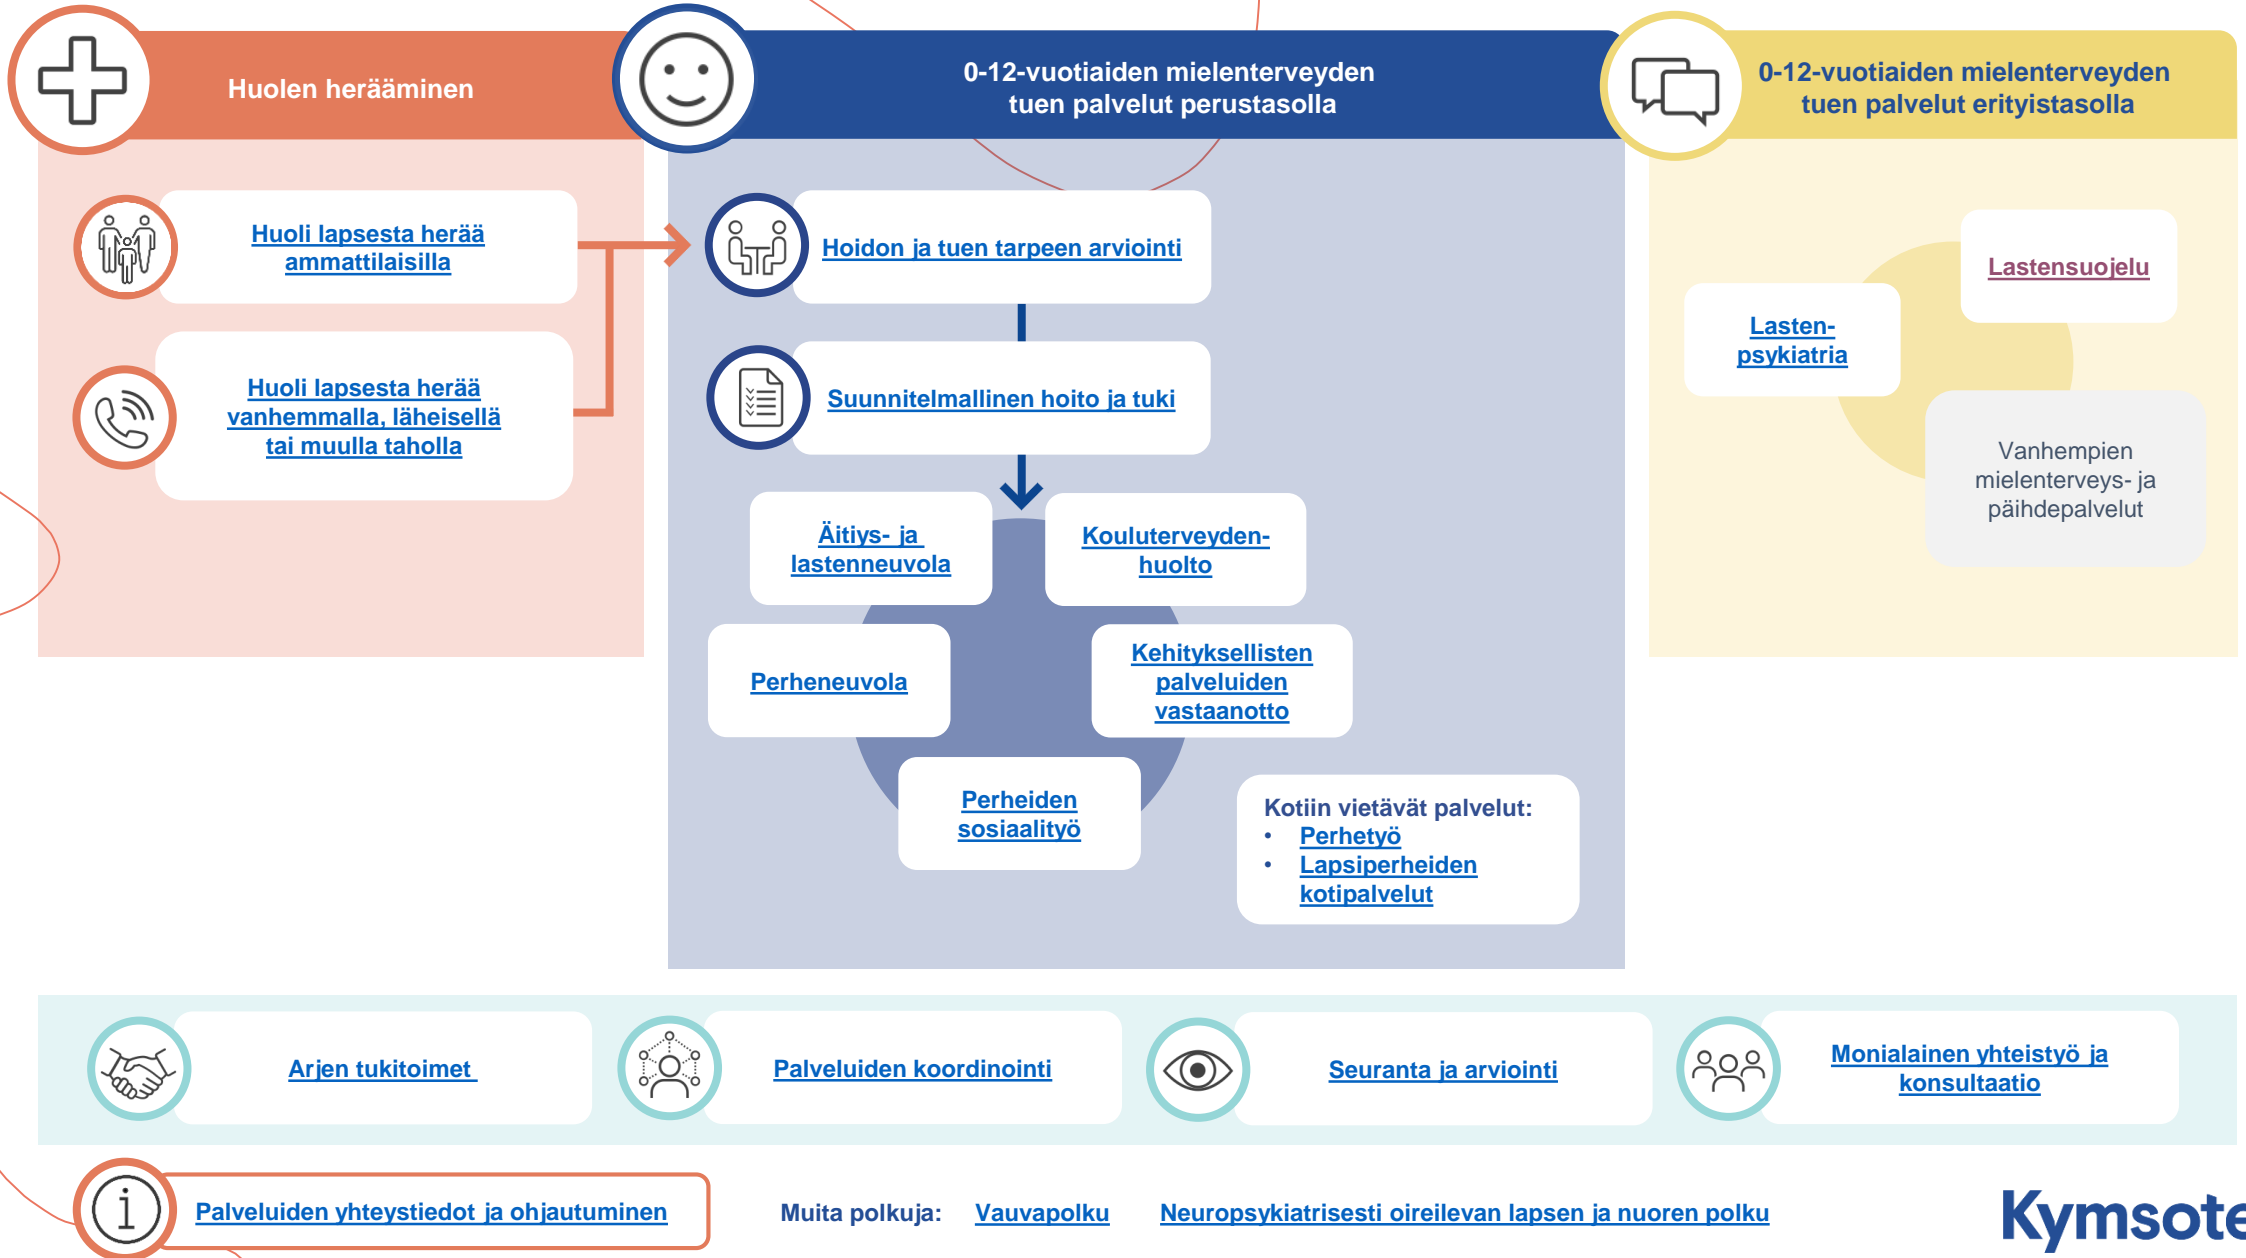 Huolen herääminen
0-12-vuotiaiden mielenterveyden
tuen palvelut perustasolla
0-12-vuotiaiden mielenterveyden
tuen palvelut erityistasolla
Huoli lapsesta herää
ammattilaisilla
Huoli lapsesta herää
vanhemmalla, läheisellä
tai muulla taholla
Hoidon ja tuen tarpeen arviointi
Suunnitelmallinen hoito ja tuki
Äitiys- ja
lastenneuvola
Kouluterveyden-
huolto
Perheneuvola
Kehityksellisten
palveluiden
vastaanotto
Perheiden
sosiaalityö
Kotiin vietävät palvelut:
• Perhetyö
• Lapsiperheiden
kotipalvelut
Lastensuojelu
Lasten-
psykiatria
Vanhempien
mielenterveys- ja
päihdepalvelut
Arjen tukitoimet
Palveluiden koordinointi
Seuranta ja arviointi
Monialainen yhteistyö ja
konsultaatio
i
Palveluiden yhteystiedot ja ohjautuminen
Muita polkuja: Vauvapolku Neuropsykiatrisesti oireilevan lapsen ja nuoren polku
Kymsote